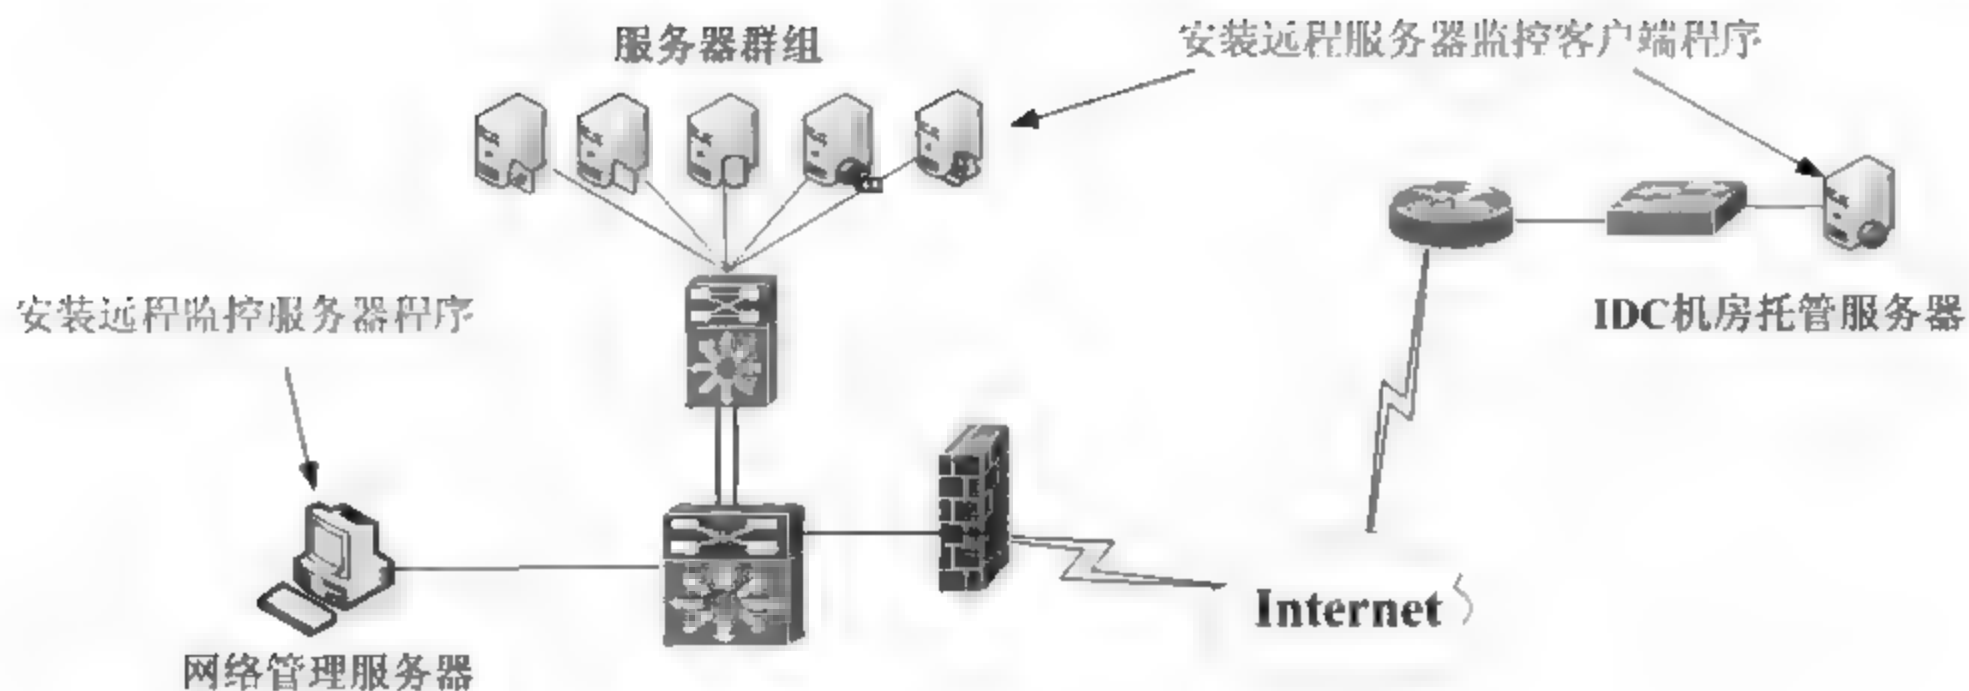 服务器群组
安装远程服务器监控客户端程序
安装远程监控服务器程序
IDC机房托管服务器
Internet
网络管理服务器